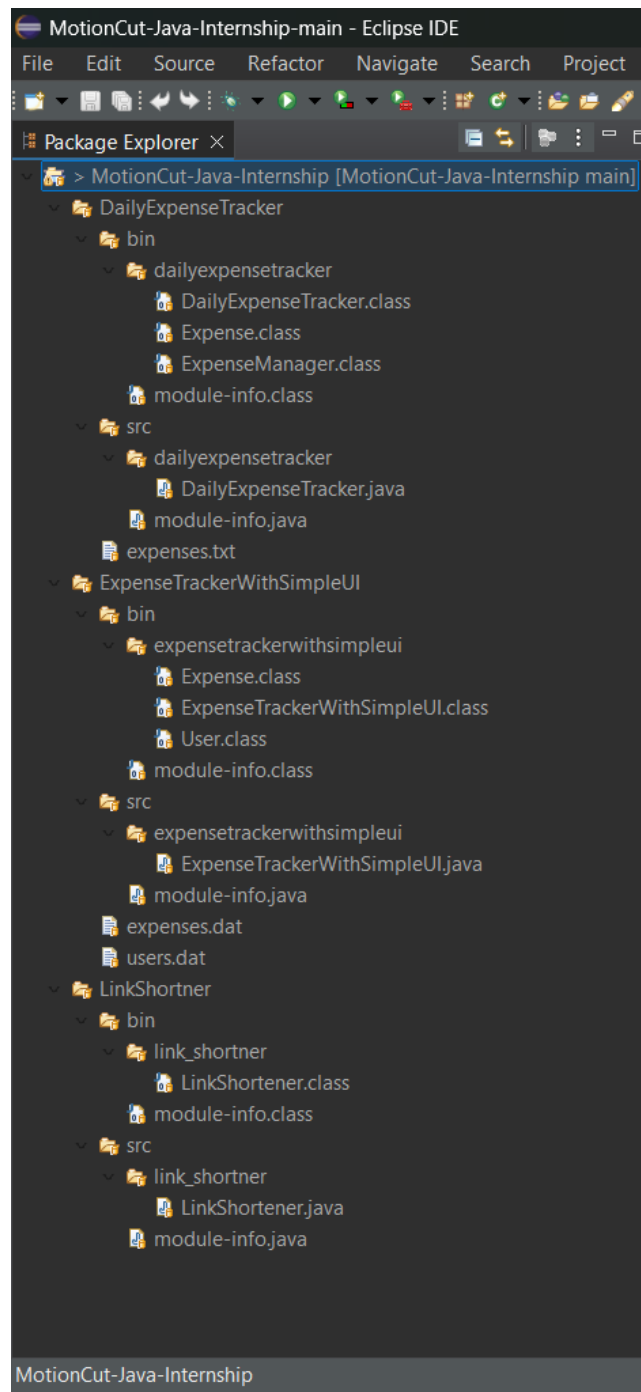 MotionCut-Java-Internship-main - Eclipse IDE
File Edit Source Refactor Navigate Search Project
Package Explorer
> MotionCut-Java-Internship [MotionCut-Java-Internship main]
DailyExpenseTracker
bin
dailyexpensetracker
DailyExpenseTracker.class
Expense.class
ExpenseManager.class
module-info.class
src
dailyexpensetracker
DailyExpenseTracker.java
module-info.java
expenses.txt
ExpenseTrackerWithSimpleUI
bin
expensetrackerwithsimpleui
Expense.class
ExpenseTrackerWithSimpleUI.class
User.class
module-info.class
src
expensetrackerwithsimpleui
ExpenseTrackerWithSimpleUI.java
module-info.java
expenses.dat
users.dat
LinkShortner
bin
link_shortner
LinkShortener.class
module-info.class
src
link_shortner
LinkShortener.java
module-info.java
MotionCut-Java-Internship